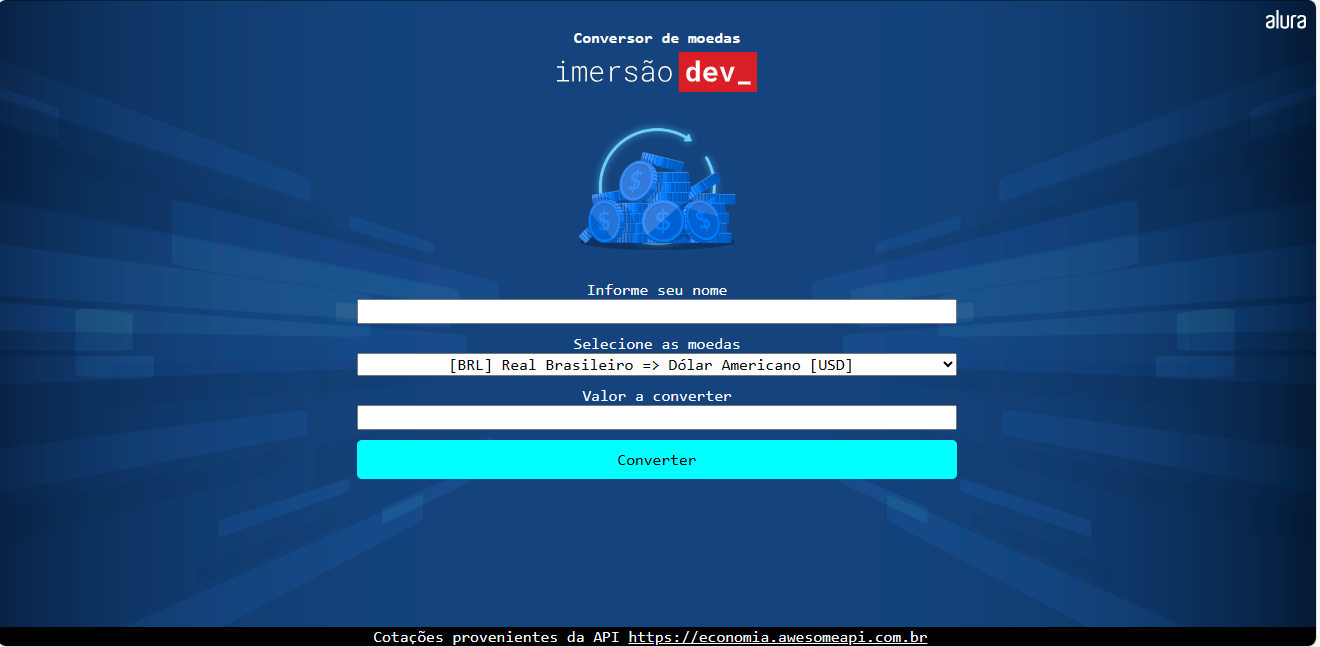 alura
Conversor de moedas
imersão dev_
Informe seu nome
Selecione as moedas
[BRL] Real Brasileiro => Dólar Americano [USD]
Valor a converter
Converter
Cotações provenientes da API https://economia.awesomeapi.com.br